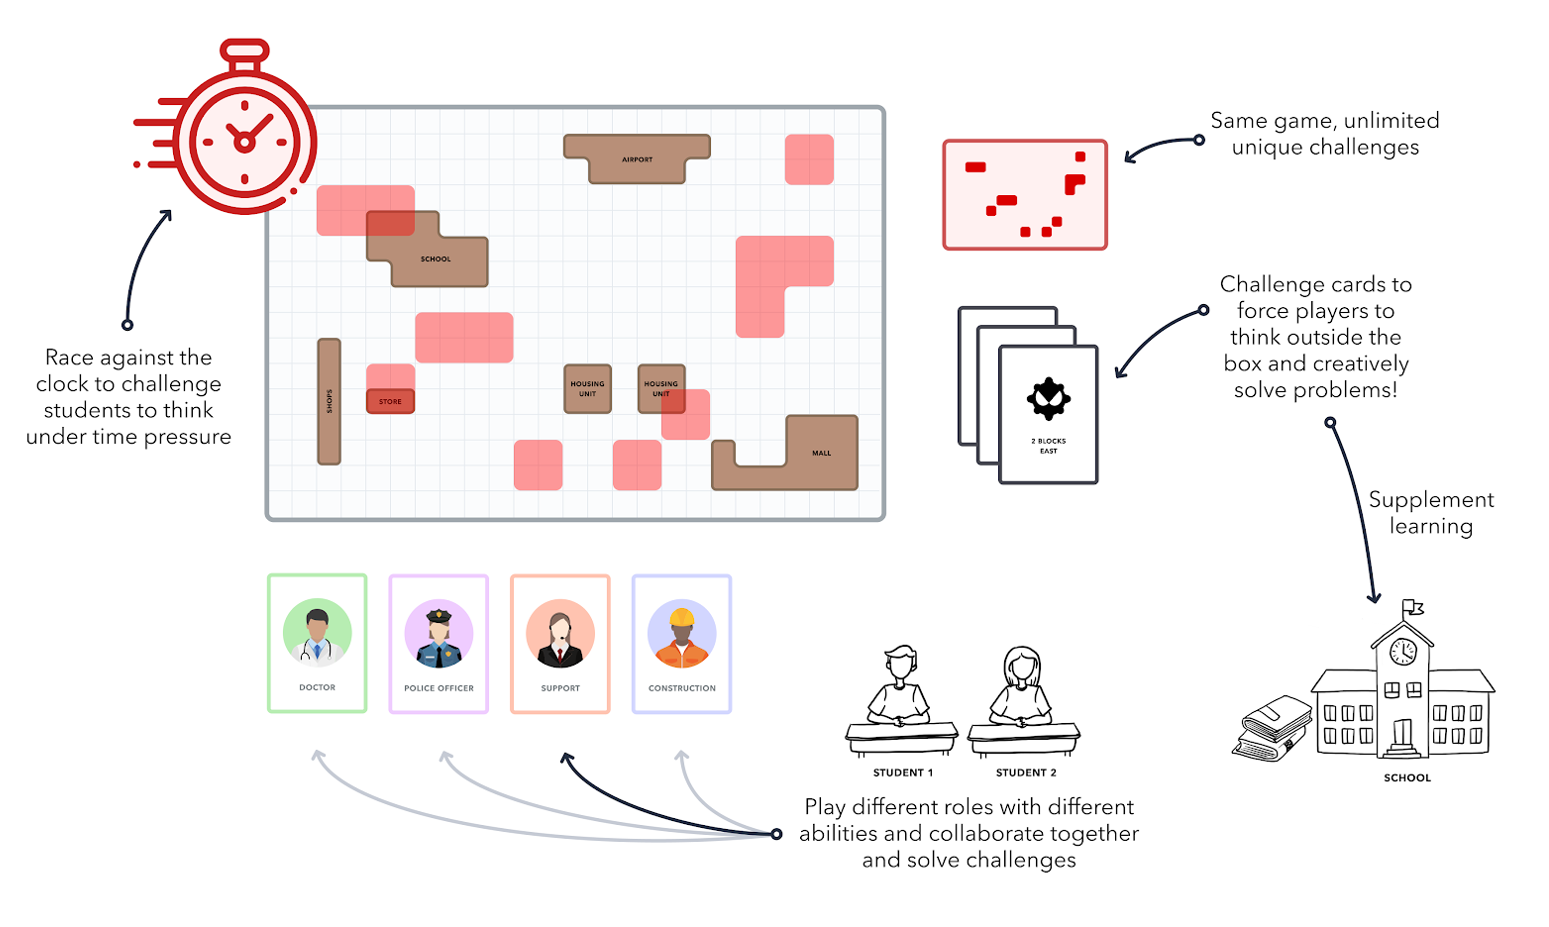 Same game, unlimited
unique challenges
AIRPORT
SCHOOL
Race against the
clock to challenge
students to think
under time pressure
SHOPS
STORE
HOUSING
UNIT
HOUSING
UNIT
MALL
Challenge cards to
force players to
think outside the
box and creatively
solve problems!
2 BLOCKS
EAST
Supplement
learning
DOCTOR
POLICE OFFICER
SUPPORT
CONSTRUCTION
STUDENT 1
STUDENT 2
SCHOOL
Play different roles with different
abilities and collaborate together
and solve challenges